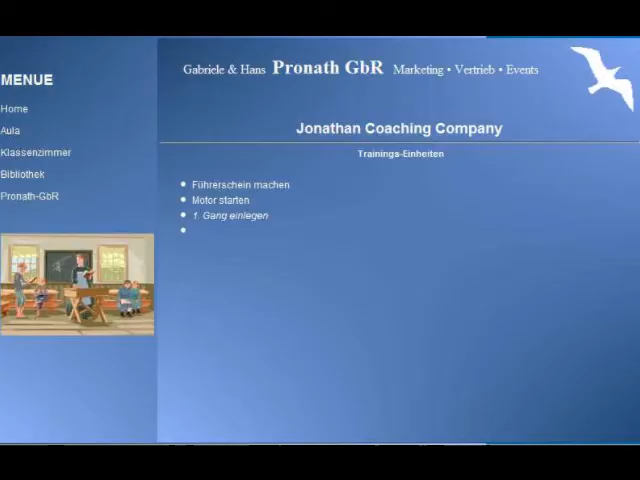 Gabriele & Hans Pronath GbR Marketing • Vertrieb • Events
MENUE
Home
Aula
Klassenzimmer
Bibliothek
Pronath-GbR
Jonathan Coaching Company
Trainings-Einheiten
Führerschein machen
Motor starten
1. Gang einlegen